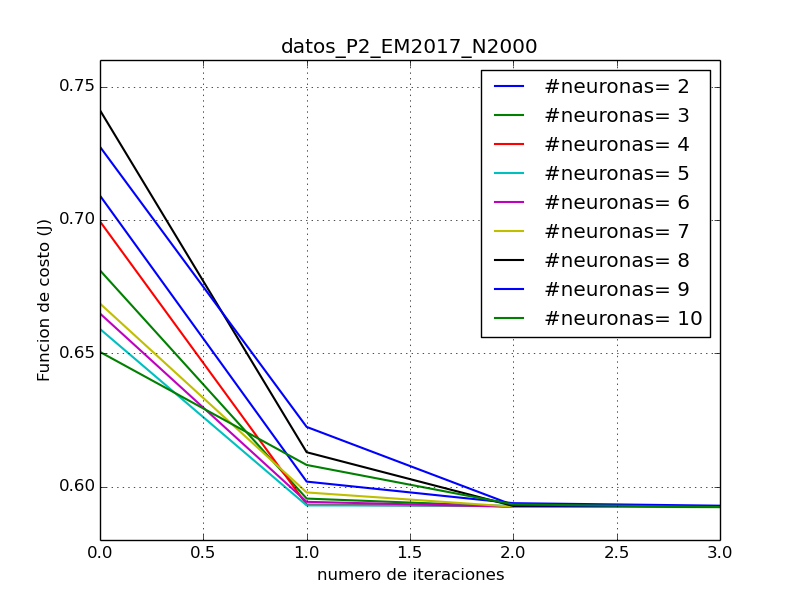 datos_P2_EM2017_N2000
0.75
0.70
0.65
0.60
Funcion de costo (J)
#neuronas= 2
#neuronas= 3
#neuronas= 4
#neuronas= 5
#neuronas= 6
#neuronas= 7
#neuronas= 8
#neuronas= 9
#neuronas= 10
0.0 0.5 1.0 1.5 2.0 2.5 3.0
numero de iteraciones